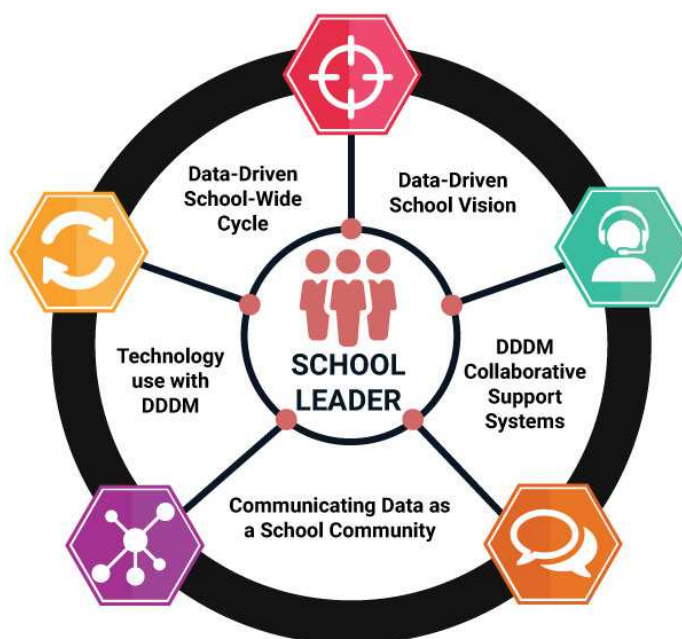 Data-Driven
School-Wide
Cycle
Data-Driven
School Vision
SCHOOL
LEADER
Technology
use with
DDDM
DDDM
Collaborative
Support
Systems
Communicating Data as
a School Community